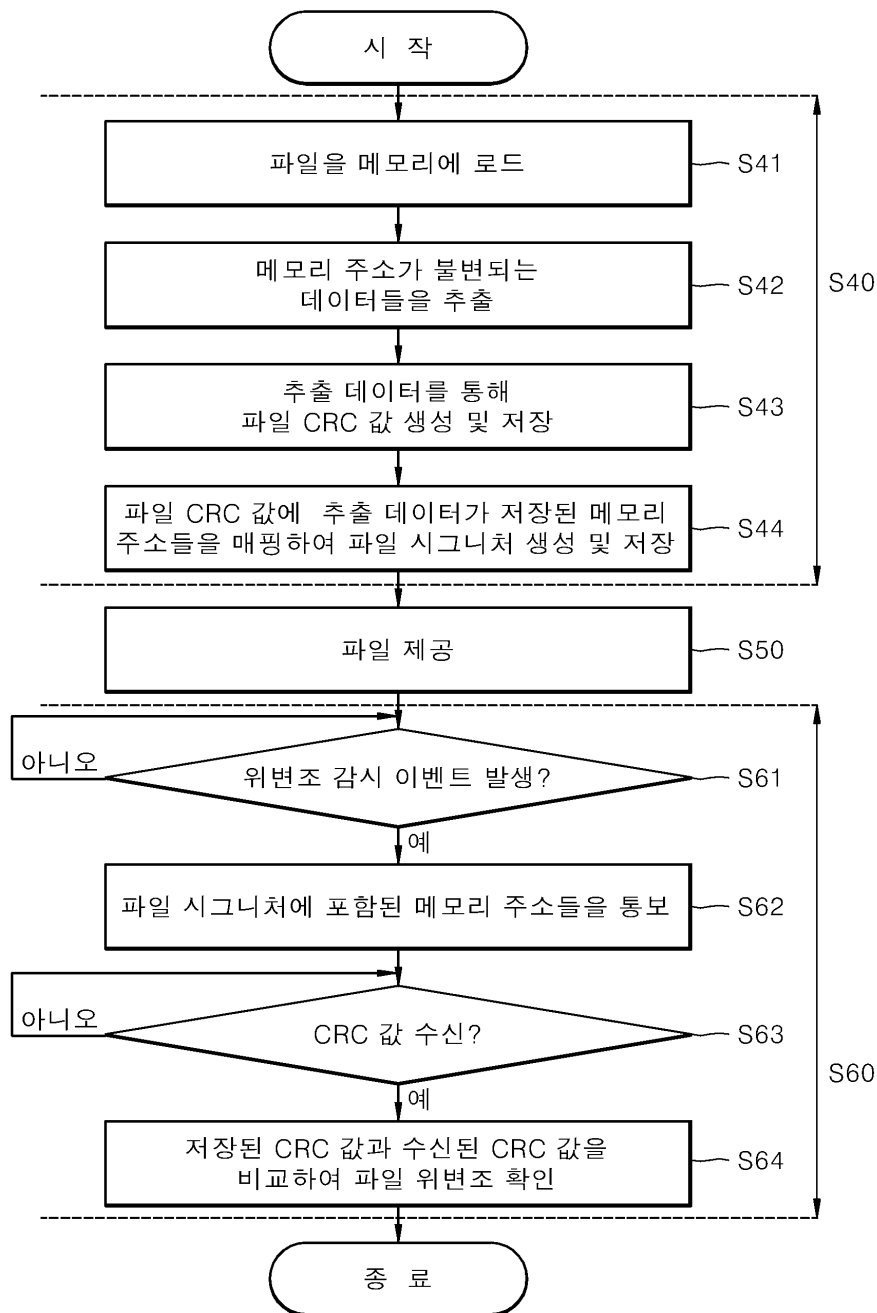 시 작
파일을 메모리에 로드
S41
메모리 주소가 불변되는
데이터들을 추출
S42
S40
추출 데이터를 통해
파일 CRC 값 생성 및 저장
S43
파일 CRC 값에 추출 데이터가 저장된 메모리
주소들을 매핑하여 파일 시그니처 생성 및 저장
S44
파일 제공
S50
아니오
위변조 감시 이벤트 발생?
S61
예
파일 시그니처에 포함된 메모리 주소들을 통보
S62
아니오
CRC 값 수신?
S63
S60
예
저장된 CRC 값과 수신된 CRC 값을
비교하여 파일 위변조 확인
S64
종 료